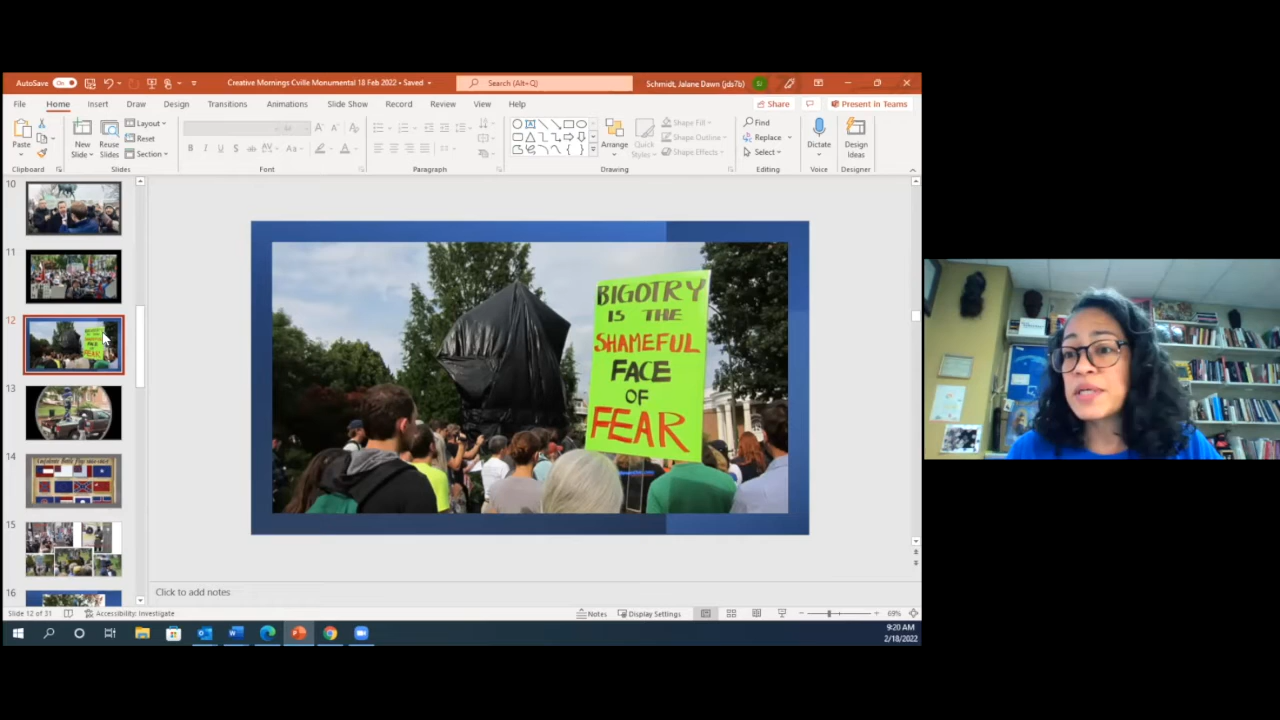 AutoSave On
Creative Mornings Cville Monumental 18 Feb 2022 • Saved
Search (Alt+Q)
Schmidt, Jalane Dawn (jds7b)
File Home Insert Draw Design Transitions Animations Slide Show Record Review View Help
Share
Present in Teams
Paste
New
Slide
Reuse
Slides
Layout
Reset
Section
B I U S ab AV Aa A
Arrange
Quick
Styles
Shape Fill
Shape Outline
Shape Effects
Find
Replace
Select
Dictate
Design
Ideas
Clipboard Slides Font Paragraph Drawing Editing Voice Designer
10
11
12
13
14
15
16
BIGOTRY
IS THE
SHAMEFUL
FACE
OF
FEAR
Click to add notes
Slide 12 of 31
Accessibility: Investigate
Notes
Display Settings
69%
9:20 AM
2/18/2022